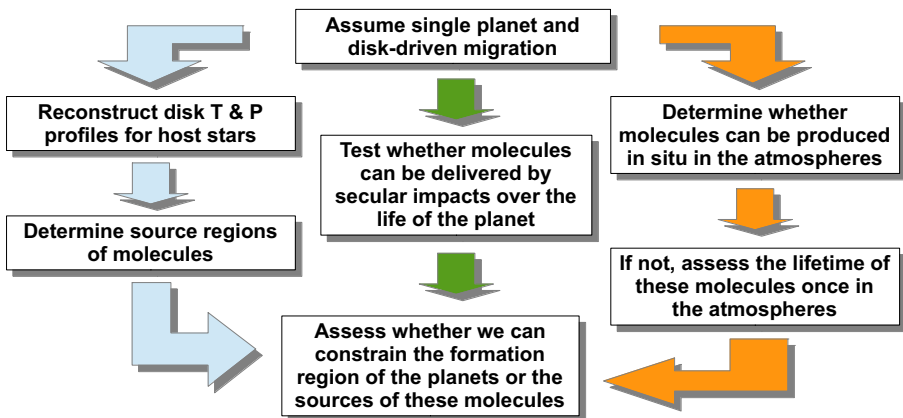 Assume single planet and
disk-driven migration
Reconstruct disk T & P
profiles for host stars
Determine source regions
of molecules
Test whether molecules
can be delivered by
secular impacts over the
life of the planet
Determine whether
molecules can be produced
in situ in the atmospheres
If not, assess the lifetime of
these molecules once in
the atmospheres
Assess whether we can
constrain the formation
region of the planets or the
sources of these molecules